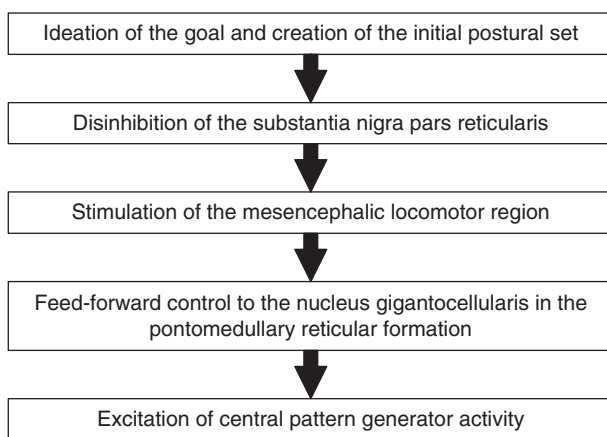 Ideation of the goal and creation of the initial postural set
Disinhibition of the substantia nigra pars reticularis
Stimulation of the mesencephalic locomotor region
Feed-forward control to the nucleus gigantocellularis in the
pontomedullary reticular formation
Excitation of central pattern generator activity